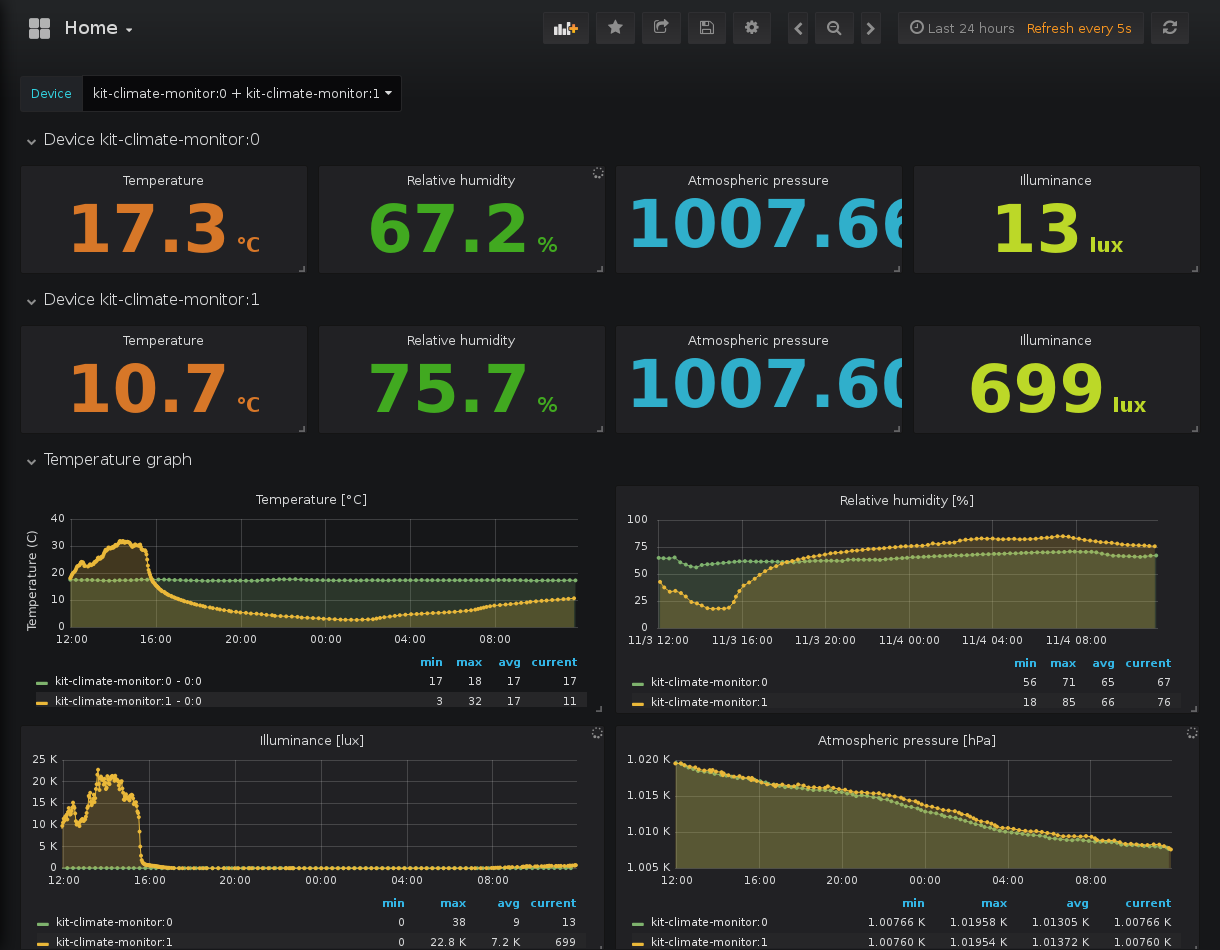 Home
Last 24 hours Refresh every 5s
Device kit-climate-monitor:0 + kit-climate-monitor:1
Device kit-climate-monitor:0
Temperature Relative humidity Atmospheric pressure Illuminance
17.3 °C 67.2 % 1007.66 13 lux
Device kit-climate-monitor:1
Temperature Relative humidity Atmospheric pressure Illuminance
10.7 °C 75.7 % 1007.60 699 lux
Temperature graph
Temperature [°C]
Temperature (C)
40
30
20
10
0
12:00 16:00 20:00 00:00 04:00 08:00
min max avg current
kit-climate-monitor:0 - 0:0 17 18 17 17
kit-climate-monitor:1 - 0:0 3 32 17 11
Relative humidity [%]
100
75
50
25
0
11/3 12:00 11/3 16:00 11/3 20:00 11/4 00:00 11/4 04:00 11/4 08:00
min max avg current
kit-climate-monitor:0 56 71 65 67
kit-climate-monitor:1 18 85 66 76
Illuminance [lux]
25 K
20 K
15 K
10 K
5 K
0
12:00 16:00 20:00 00:00 04:00 08:00
min max avg current
kit-climate-monitor:0 0 38 9 13
kit-climate-monitor:1 0 22.8 K 7.2 K 699
Atmospheric pressure [hPa]
1.020 K
1.015 K
1.010 K
1.005 K
12:00 16:00 20:00 00:00 04:00 08:00
min max avg current
kit-climate-monitor:0 1.00766 K 1.01958 K 1.01305 K 1.00766 K
kit-climate-monitor:1 1.00760 K 1.01954 K 1.01372 K 1.00760 K